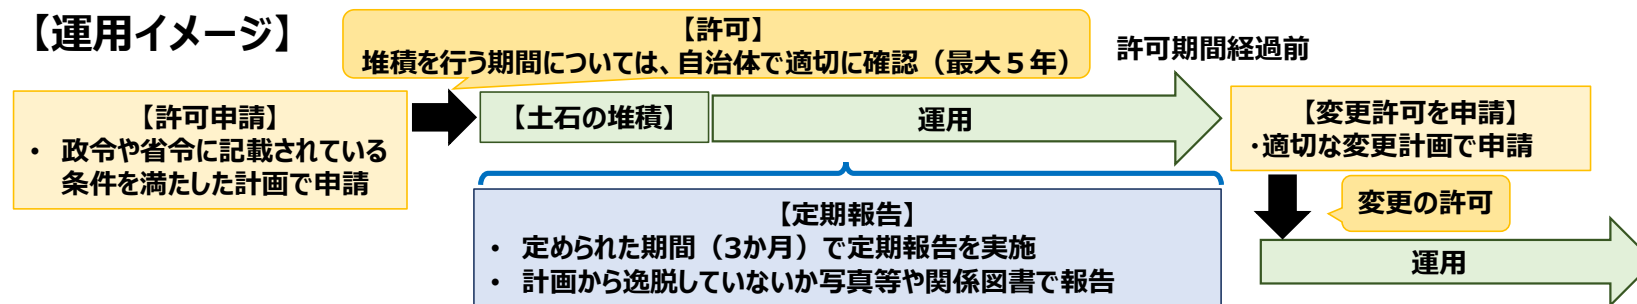 【運用イメージ】
【許可】
堆積を行う期間については、自治体で適切に確認（最大５年）
許可期間経過前
【許可申請】
・ 政令や省令に記載されている
条件を満たした計画で申請
【土石の堆積】
運用
【変更許可を申請】
・適切な変更計画で申請
【定期報告】
・ 定められた期間（3か月）で定期報告を実施
・ 計画から逸脱していないか写真等や関係図書で報告
変更の許可
運用